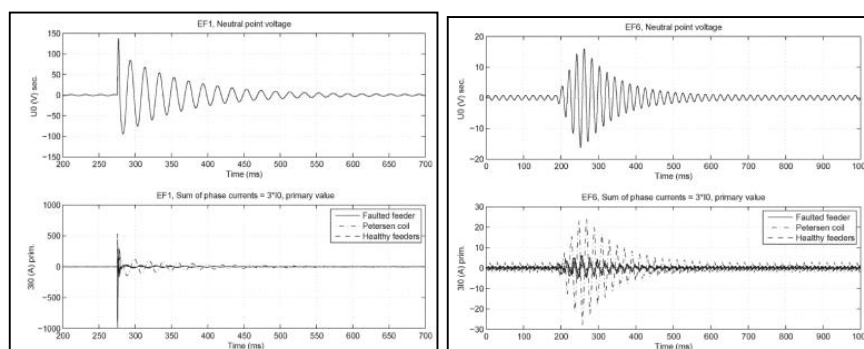 EF1, Neutral point voltage
150
100
50
0
-50
-100
-150
U0 (V) sec.
200 250 300 350 400 450 500 550 600 650 700
Time (ms)
EF1, Sum of phase currents = 3*I0, primary value
1000
500
0
-500
-1000
3I0 (A) prim.
Faulted feeder
Petersen coil
Healthy feeders
200 250 300 350 400 450 500 550 600 650 700
Time (ms)
EF6, Neutral point voltage
20
10
0
-10
-20
U0 (V) sec.
0 100 200 300 400 500 600 700 800 900 1000
Time (ms)
EF6, Sum of phase currents = 3*I0, primary value
30
20
10
0
-10
-20
-30
3I0 (A) prim.
Faulted feeder
Petersen coil
Healthy feeders
0 100 200 300 400 500 600 700 800 900 1000
Time (ms)